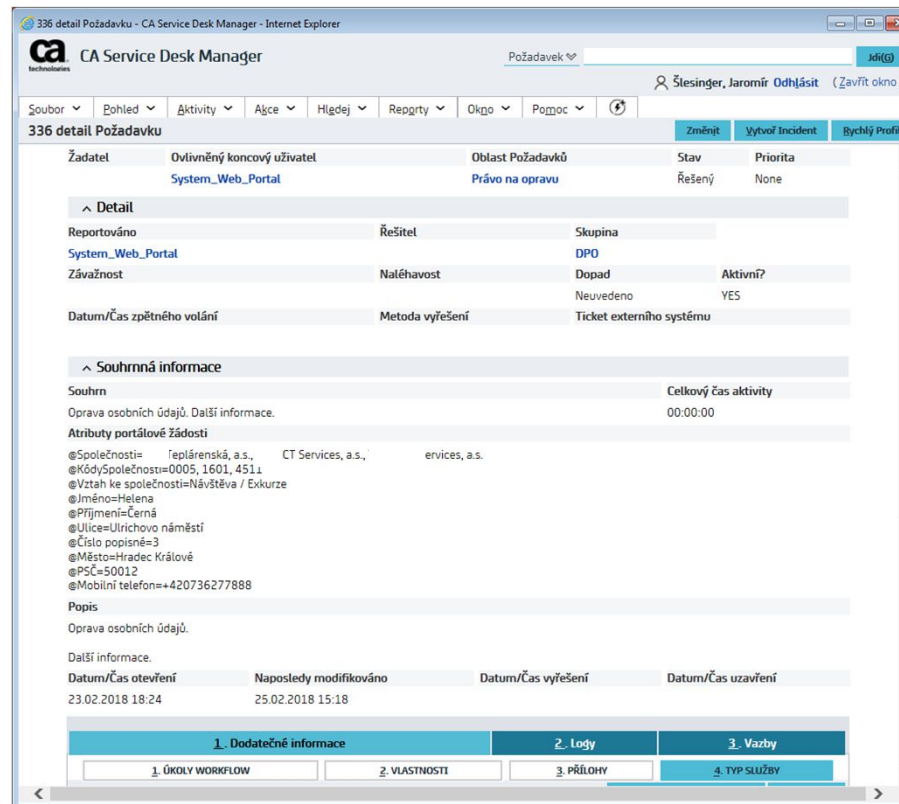 336 detail Požadavku - CA Service Desk Manager - Internet Explorer
ca technologies
CA Service Desk Manager
Požadavek
Jdi(G)
Šlesinger, Jaromír Odhlásit (Zavřít okno
Soubor Pohled Aktivity Akce Hledej Reporty Okno Pomoc
336 detail Požadavku
Změnit Vytvoř Incident Rychlý Profil
Žadatel Ovlivněný koncový uživatel Oblast Požadavků Stav Priorita
System_Web_Portal Právo na opravu Řešený None
Detail
Reportováno Řešitel Skupina
System_Web_Portal DPO
Závažnost Naléhavost Dopad Aktivní?
Neuvedeno YES
Datum/Čas zpětného volání Metoda vyřešení Ticket externího systému
Souhrnná informace
Souhrn Celkový čas aktivity
Oprava osobních údajů. Další informace. 00:00:00
Atributy portálové žádosti
@Společnosti= Teplárenská, a.s., CT Services, a.s., ervices, a.s.
@KódySpolečnosti=0005, 1601, 4511
@Vztah ke společnosti=Návštěva / Exkurze
@Jméno=Helena
@Příjmení=Černá
@Ulice=Ulrichovo náměstí
@Číslo popisné=3
@Město=Hradec Králové
@PSČ=50012
@Mobilní telefon=+420736277888
Popis
Oprava osobních údajů.
Další informace.
Datum/Čas otevření Naposledy modifikováno Datum/Čas vyřešení Datum/Čas uzavření
23.02.2018 18:24 25.02.2018 15:18
1. Dodatečné informace 2. Logy 3. Vazby
1. ÚKOLY WORKFLOW 2. VLASTNOSTI 3. PŘÍLOHY 4. TYP SLUŽBY